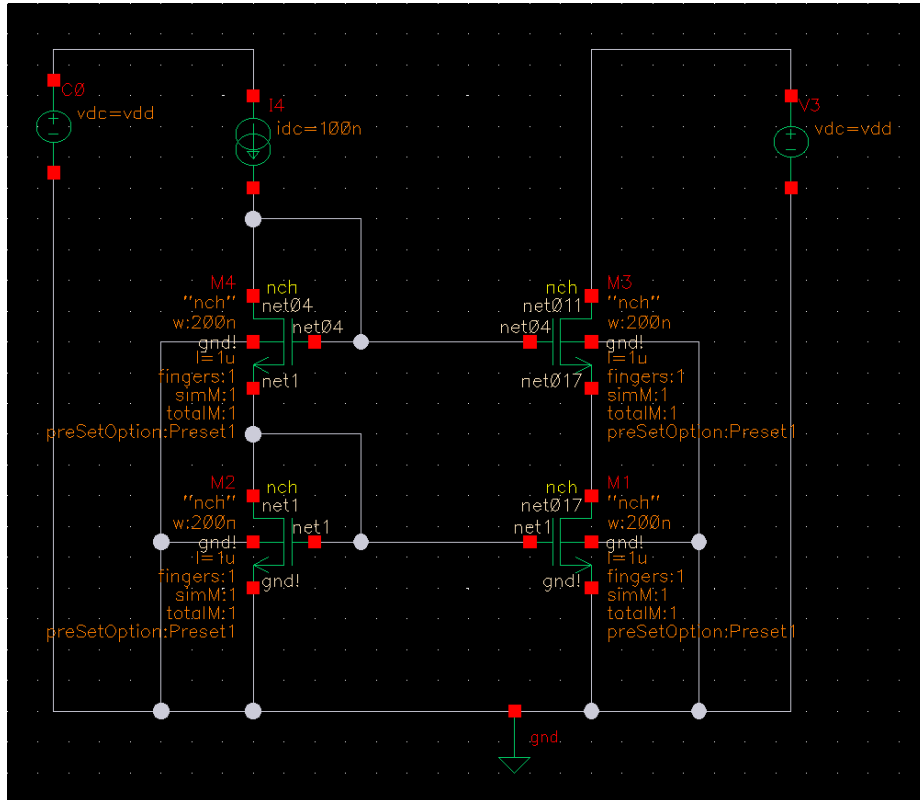 C0
vdc=vdd
I4
idc=100n
V3
vdc=vdd
M4
nch
"nch"
net04
w:200n
net04
gnd!
l=1u
fingers:1
net1
simM:1
totalM:1
preSetOption:Preset1
nch
M3
net011
"nch"
net04
w:200n
gnd!
l=1u
net017
fingers:1
simM:1
totalM:1
preSetOption:Preset1
M2
nch
"nch"
net1
w:200n
net1
gnd!
l=1u
fingers:1
gnd!
simM:1
totalM:1
preSetOption:Preset1
nch
M1
net017
"nch"
net1
w:200n
gnd!
l=1u
gnd!
fingers:1
simM:1
totalM:1
preSetOption:Preset1
gnd